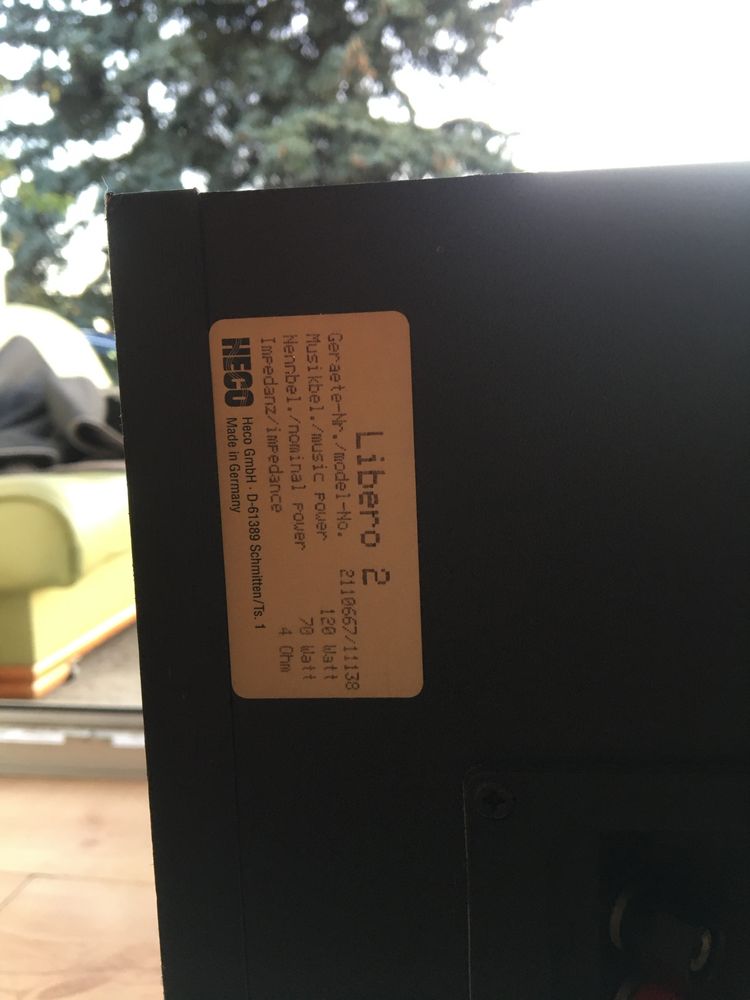 Libero 2
Geraete-Nr./model-No. 2110667/11138
Musikbel./music power 120 Watt
Nennbel./nominal power 70 Watt
Impedanz/impedance 4 Ohm
HECO Heco GmbH · D-61389 Schmitten/Ts. 1
Made in Germany